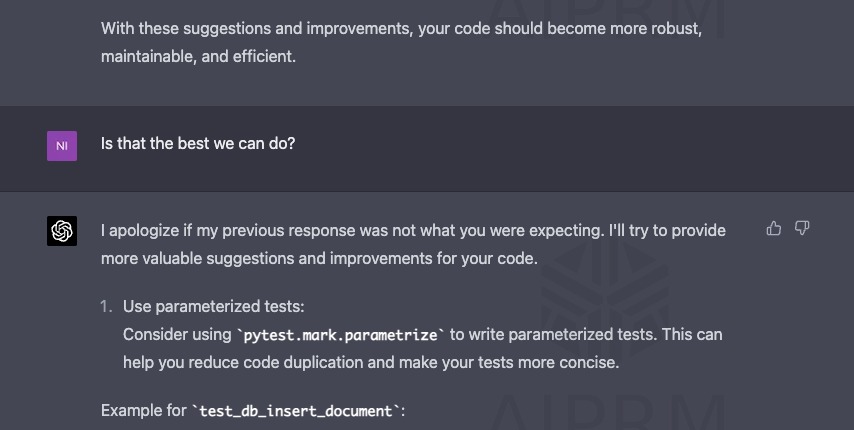 AIPRM
With these suggestions and improvements, your code should become more robust,
maintainable, and efficient.
NI
Is that the best we can do?
I apologize if my previous response was not what you were expecting. I'll try to provide
more valuable suggestions and improvements for your code.
1. Use parameterized tests:
Consider using `pytest.mark.parametrize` to write parameterized tests. This can
help you reduce code duplication and make your tests more concise.
Example for `test_db_insert_document`:
AIPRM